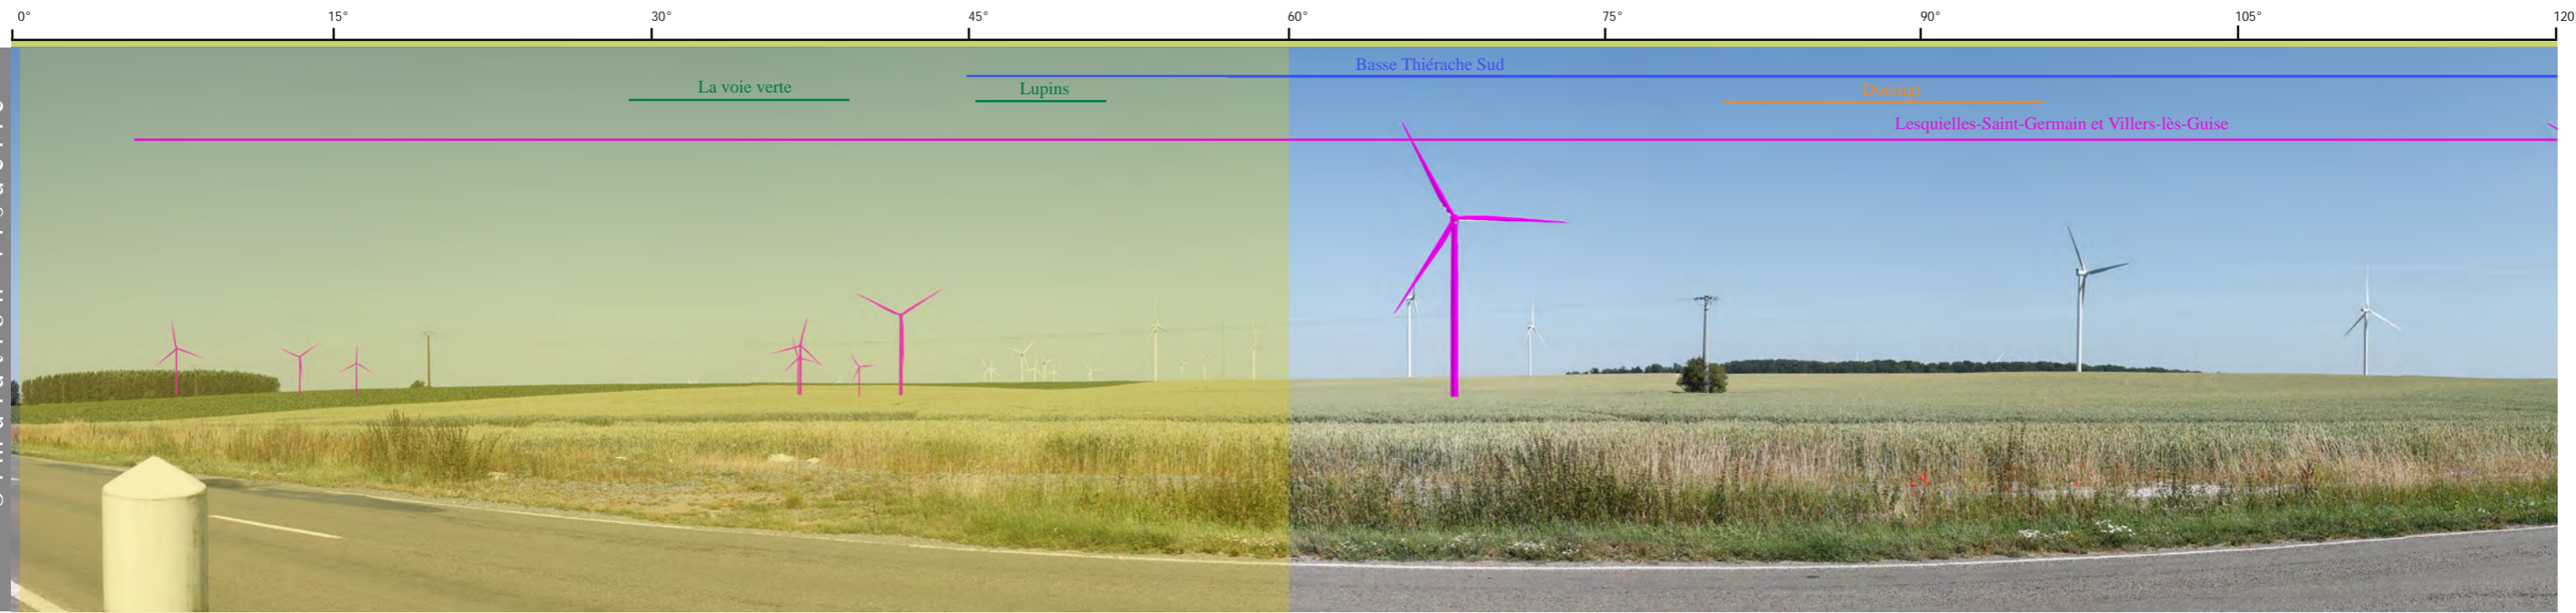 0° 15° 30° 45° 60° 75° 90° 105° 120
Basse Thiérache Sud
La voie verte
Lupins
Dorengt
Lesquielles-Saint-Germain et Villers-lès-Guise